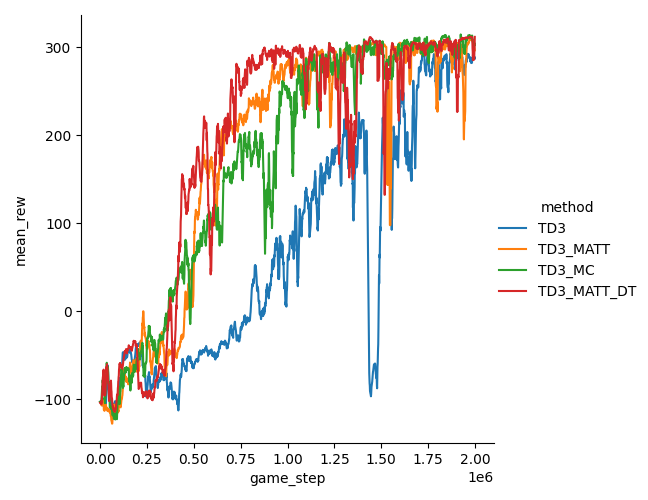 300
200
100
0
−100
mean_rew
0.00 0.25 0.50 0.75 1.00 1.25 1.50 1.75 2.00
1e6
game_step
method
TD3
TD3_MATT
TD3_MC
TD3_MATT_DT